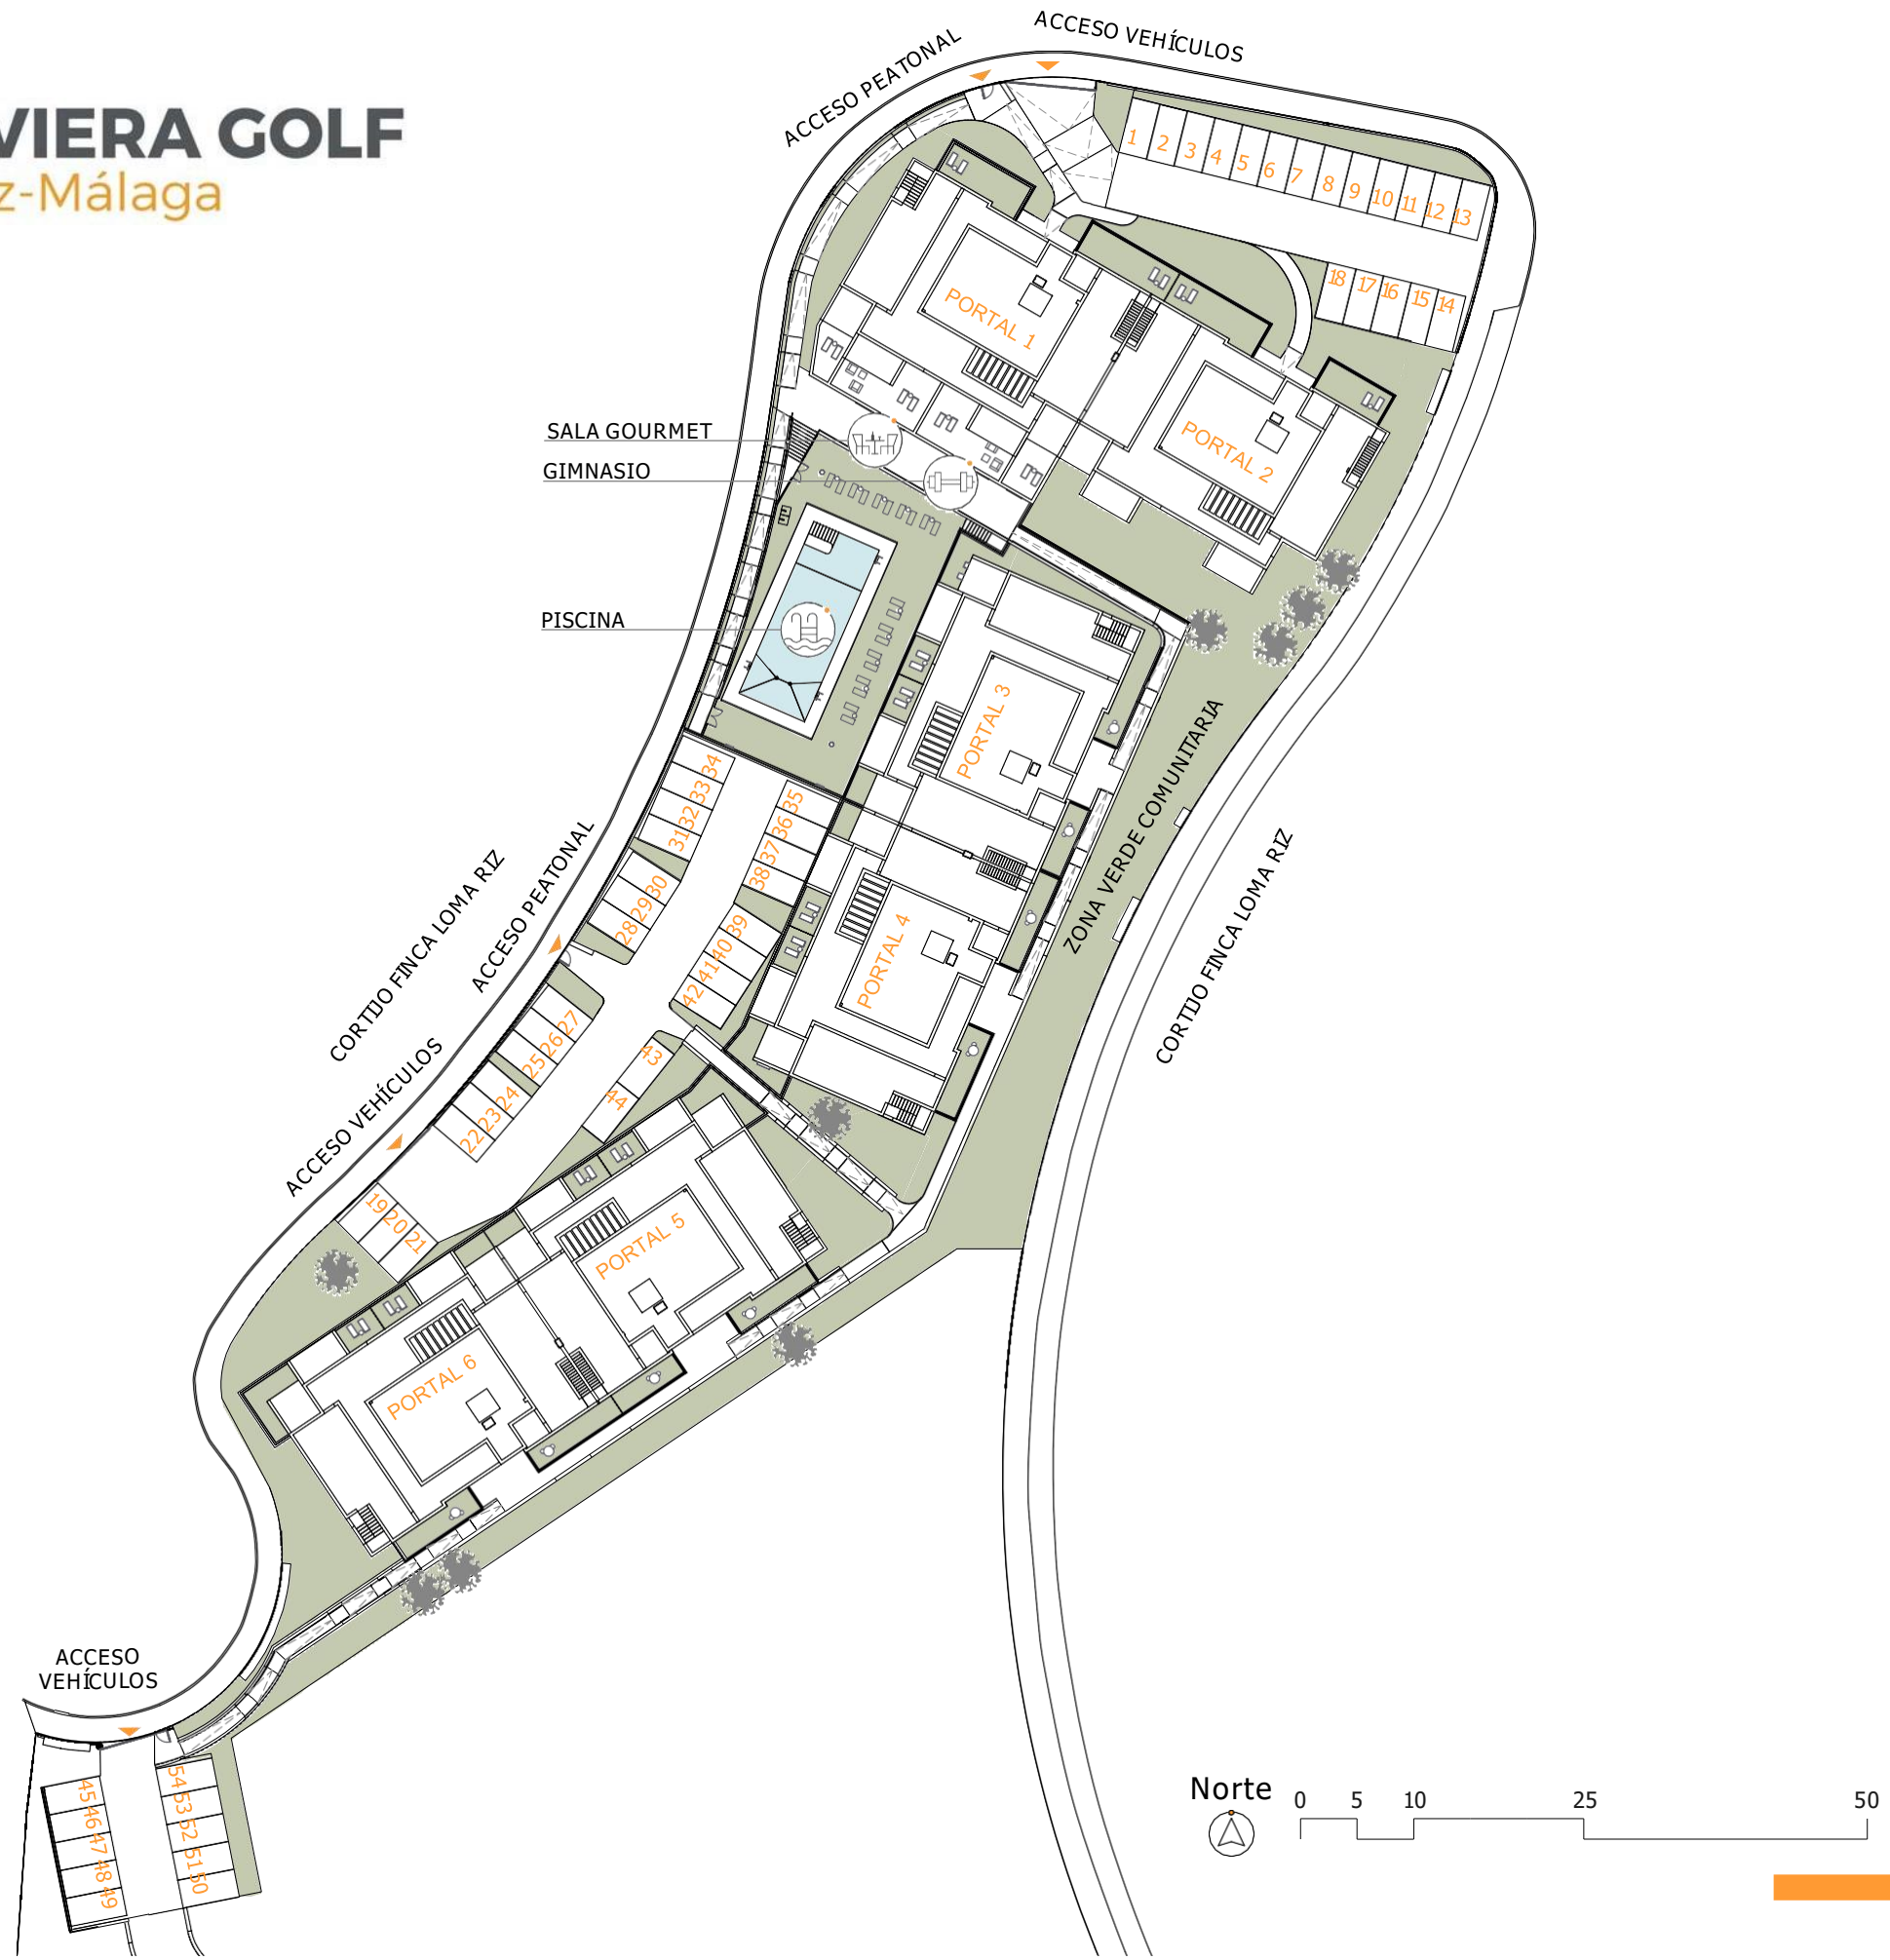 VIERA GOLF
z-Málaga
ACCESO PEATONAL
ACCESO VEHÍCULOS
1 2 3 4 5 6 7 8 9 10 11 12 13
18 17 16 15 14
PORTAL 1
PORTAL 2
SALA GOURMET
GIMNASIO
PISCINA
PORTAL 3
34
33
32
31
35
36
37
38
30
29
28
39
40
41
42
PORTAL 4
ZONA VERDE COMUNITARIA
CORTIJO FINCA LOMA RIZ
CORTIJO FINCA LOMA RIZ
ACCESO PEATONAL
ACCESO VEHÍCULOS
27
26
25
24
23
22
43
44
19
20
21
PORTAL 5
PORTAL 6
ACCESO
VEHÍCULOS
45
46
47
48
49
54
53
52
51
50
Norte
0 5 10 25 50